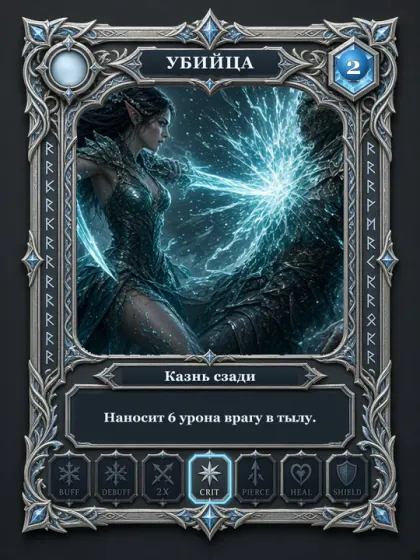 УБИЙЦА
2
Казнь сзади
Наносит 6 урона врагу в тылу.
BUFF DEBUFF 2X CRIT PIERCE HEAL SHIELD